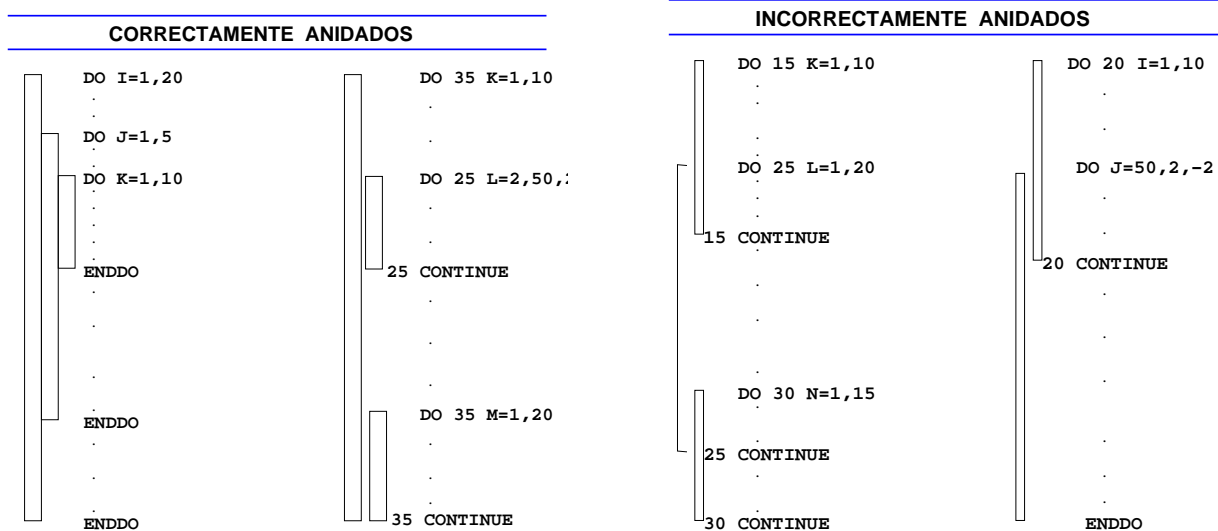 CORRECTAMENTE ANIDADOS
DO I=1,20
DO J=1,5
DO K=1,10
ENDDO
ENDDO
ENDDO
DO 35 K=1,10
DO 25 L=2,50,
25 CONTINUE
DO 35 M=1,20
35 CONTINUE
INCORRECTAMENTE ANIDADOS
DO 15 K=1,10
DO 25 L=1,20
15 CONTINUE
DO 30 N=1,15
25 CONTINUE
30 CONTINUE
DO 20 I=1,10
DO J=50,2,-2
20 CONTINUE
ENDDO